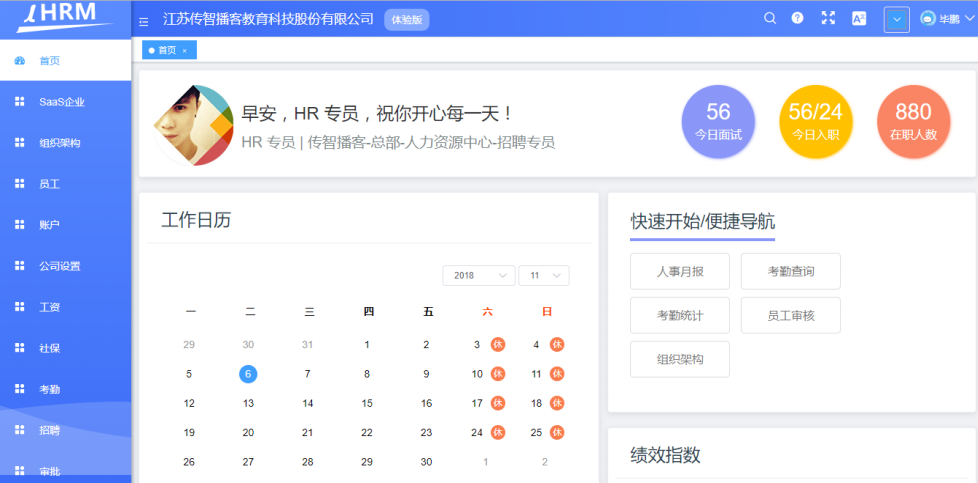 iHRM
江苏传智播客教育科技股份有限公司 体验版
毕鹏
首页
首页 ×
SaaS企业
组织架构
员工
账户
公司设置
工资
社保
考勤
招聘
审批
早安，HR 专员，祝你开心每一天！
HR 专员 | 传智播客-总部-人力资源中心-招聘专员
56
今日面试
56/24
今日入职
880
在职人数
工作日历
2018 11
一 二 三 四 五 六 日
29 30 31 1 2 3 休 4 休
5 6 7 8 9 10 休 11 休
12 13 14 15 16 17 休 18 休
19 20 21 22 23 24 休 25 休
26 27 28 29 30 1 2
快速开始/便捷导航
人事月报 考勤查询
考勤统计 员工审核
组织架构
绩效指数